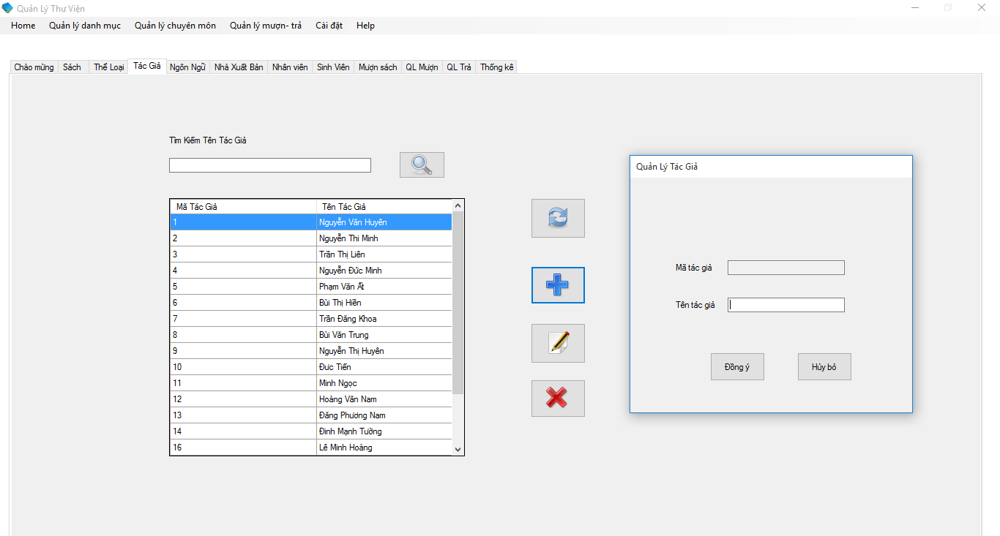 Quản Lý Thư Viện
Home Quản lý danh mục Quản lý chuyên môn Quản lý mượn- trả Cài đặt Help
Chào mừng Sách Thể Loại Tác Giả Ngôn Ngữ Nhà Xuất Bản Nhân viên Sinh Viên Mượn sách QL Mượn QL Trả Thống kê
Tìm Kiếm Tên Tác Giả
Mã Tác Giả Tên Tác Giả
1 Nguyễn Văn Huyên
2 Nguyễn Thi Minh
3 Trần Thị Liên
4 Nguyễn Đức Minh
5 Phạm Văn Ất
6 Bùi Thị Hiền
7 Trần Đăng Khoa
8 Bùi Văn Trung
9 Nguyễn Thị Huyên
10 Đưc Tiến
11 Minh Ngọc
12 Hoàng Văn Nam
13 Đăng Phương Nam
14 Đinh Mạnh Tường
16 Lê Minh Hoàng
Quản Lý Tác Giả
Mã tác giả
Tên tác giả
Đồng ý Hủy bỏ